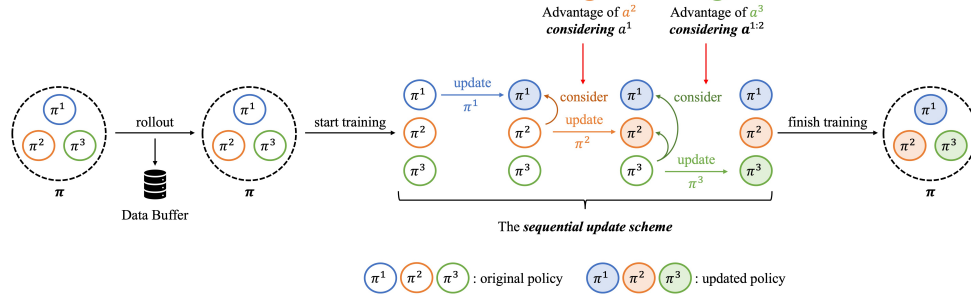 Advantage of a²
considering a¹
Advantage of a³
considering a¹:²
π¹
π² π³
π
rollout
Data Buffer
π¹
π² π³
π
start training
π¹
π²
π³
update
π¹
π¹
π²
π³
consider
update
π²
π¹
π²
π³
consider
update
π³
π¹
π²
π³
finish training
π¹
π² π³
π
The sequential update scheme
π¹ π² π³ : original policy
π¹ π² π³ : updated policy